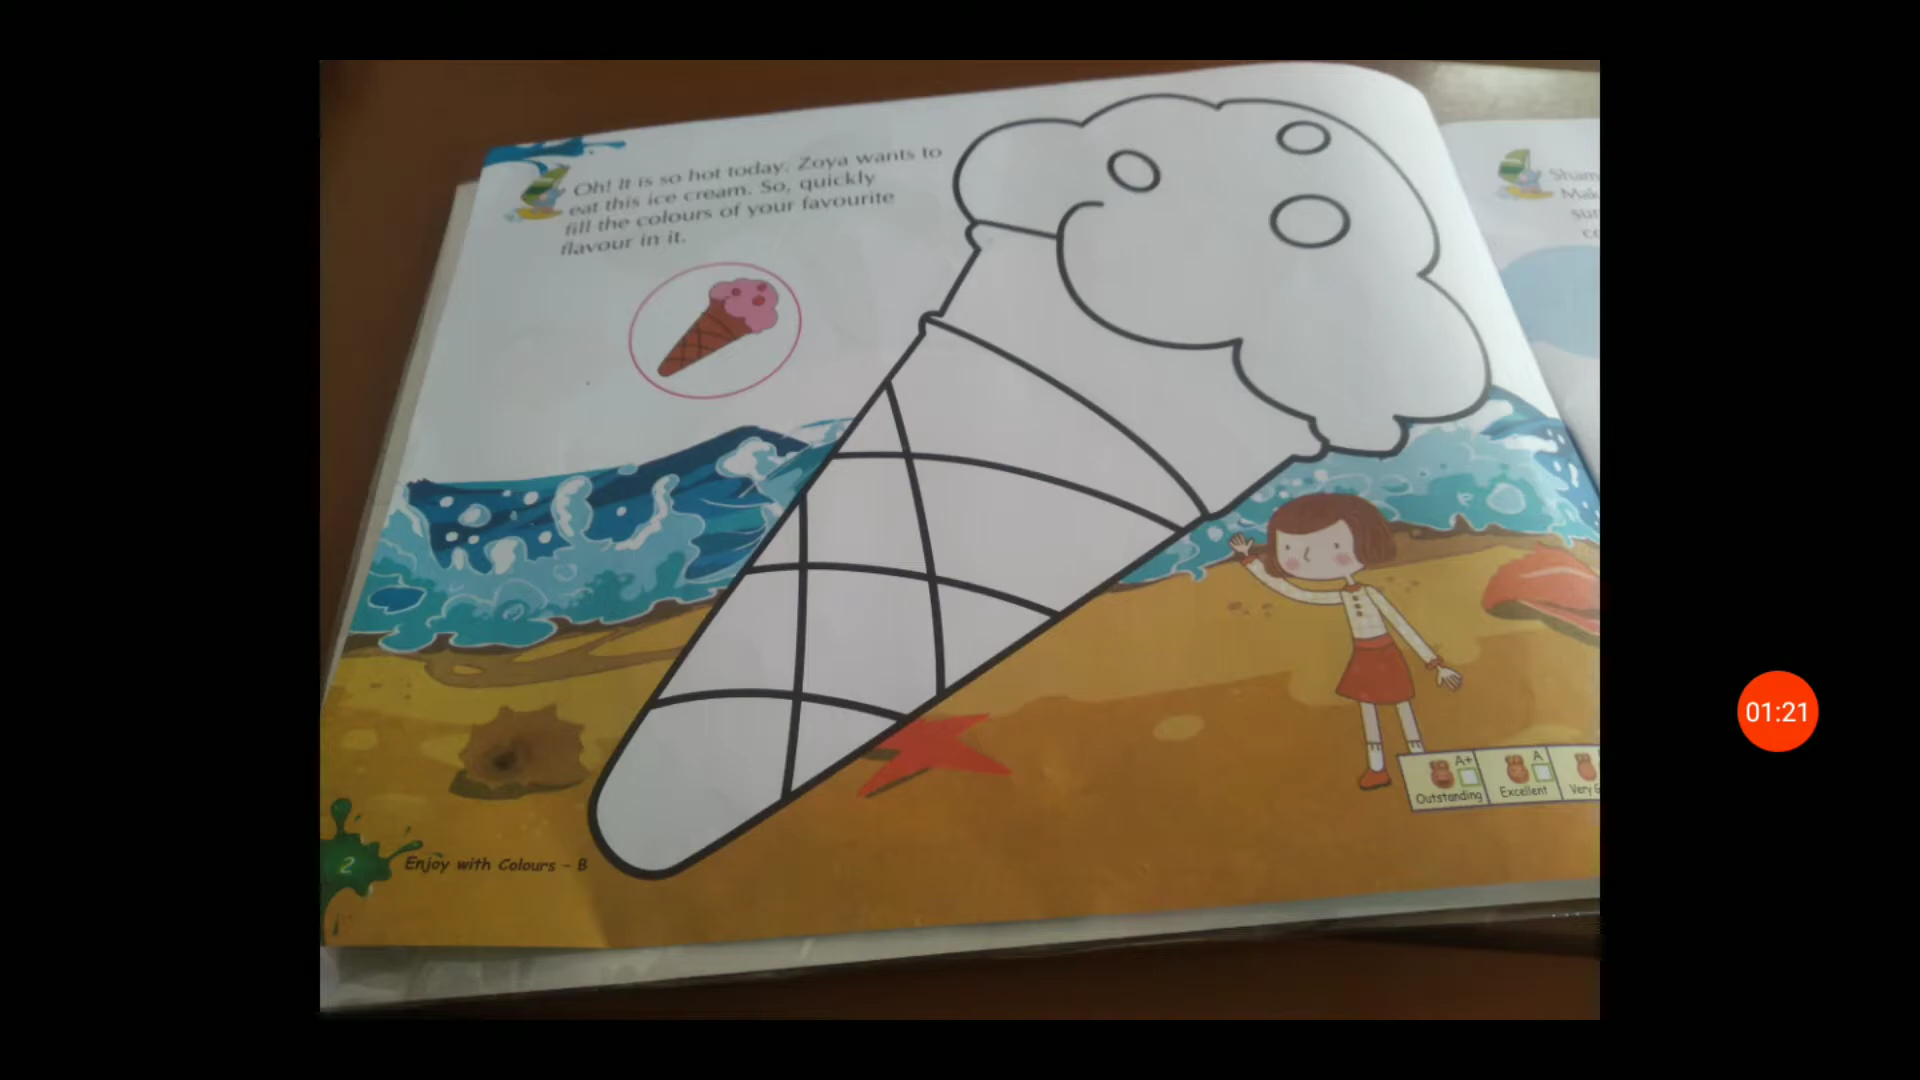 Oh! It is so hot today. Zoya wants to
eat this ice cream. So, quickly
fill the colours of your favourite
flavour in it.
A+
Outstanding
A
Excellent
Very
2
Enjoy with Colours – B
01:21